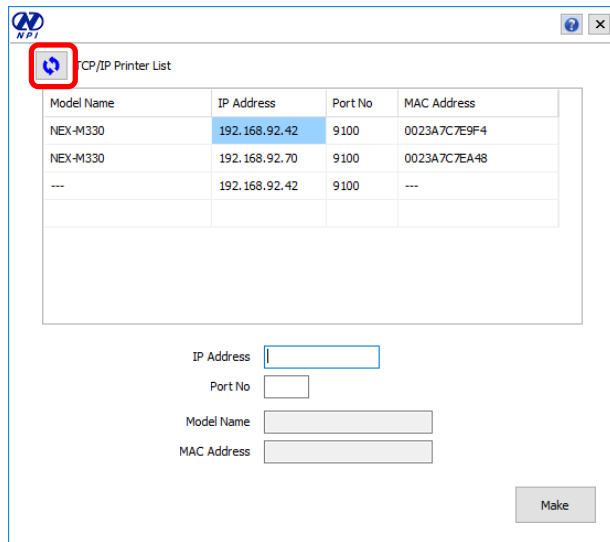 NPI
?
TCP/IP Printer List
Model Name IP Address Port No MAC Address
NEX-M330 192.168.92.42 9100 0023A7C7E9F4
NEX-M330 192.168.92.70 9100 0023A7C7EA48
--- 192.168.92.42 9100 ---
IP Address
Port No
Model Name
MAC Address
Make